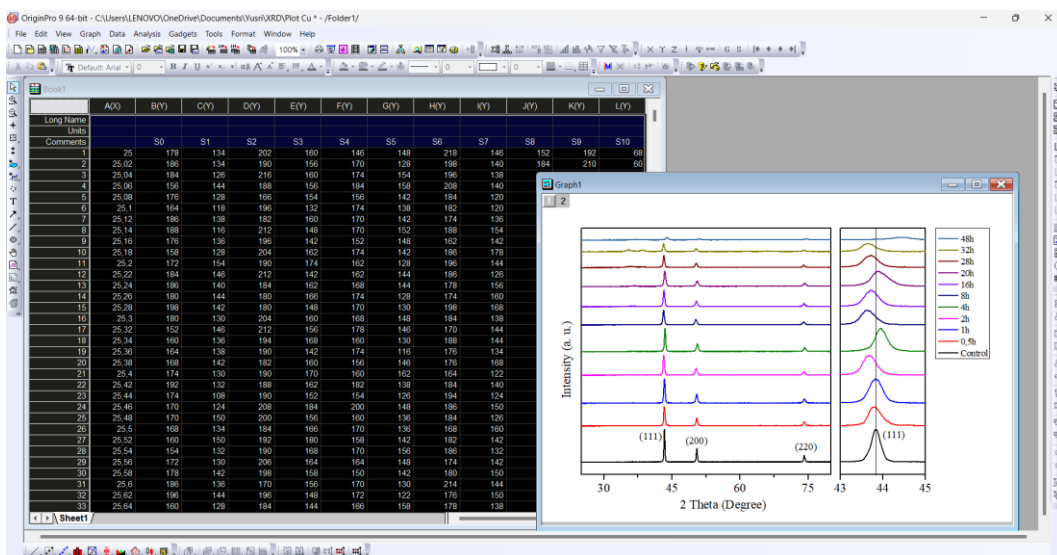 OriginPro 9 64-bit - C:\Users\LENOVO\OneDrive\Documents\Yusri\XRD\Plot Cu * - /Folder1/
File Edit View Graph Data Analysis Gadgets Tools Format Window Help
100%
X Y Z
G S
Default: Arial 0 B I U
0 0
Book1
A(X) B(Y) C(Y) D(Y) E(Y) F(Y) G(Y) H(Y) I(Y) J(Y) K(Y) L(Y)
Long Name
Units
Comments S0 S1 S2 S3 S4 S5 S6 S7 S8 S9 S10
1 25 178 134 202 160 146 148 218 146 152 192 68
2 25,02 186 134 190 156 170 128 198 140 184 210 60
3 25,04 184 126 216 160 174 154 196 138
4 25,06 156 144 188 156 184 158 208 140
5 25,08 176 128 166 154 156 142 184 120
6 25,1 164 118 196 132 174 138 182 120
7 25,12 186 138 182 160 170 142 174 136
8 25,14 188 116 212 148 170 152 188 154
9 25,16 176 136 196 142 152 148 162 142
10 25,18 158 128 204 162 174 142 186 178
11 25,2 172 154 190 174 162 128 196 144
12 25,22 184 146 212 142 162 144 186 126
13 25,24 186 140 184 162 168 144 178 156
14 25,26 180 144 180 166 174 128 174 160
15 25,28 198 142 180 148 170 130 198 168
16 25,3 180 130 204 160 168 148 184 138
17 25,32 152 146 212 156 178 146 170 144
18 25,34 160 136 194 168 160 130 188 144
19 25,36 164 138 190 142 174 116 176 134
20 25,38 168 142 182 160 156 146 176 168
21 25,4 174 130 190 170 160 162 164 122
22 25,42 192 132 188 162 182 138 184 140
23 25,44 174 108 190 152 154 126 194 124
24 25,46 170 124 208 184 200 148 186 150
25 25,48 170 150 200 156 160 136 184 126
26 25,5 168 134 184 166 170 136 168 160
27 25,52 160 150 192 180 158 142 182 142
28 25,54 154 132 190 168 170 156 186 132
29 25,56 172 130 206 164 164 148 174 142
30 25,58 178 142 198 158 150 142 180 150
31 25,6 186 136 170 156 170 130 214 144
32 25,62 196 144 196 148 172 122 176 150
33 25,64 160 128 184 144 166 158 178 138
Sheet1
Graph1
1 2
48h
32h
28h
20h
16h
8h
4h
2h
1h
0,5h
Control
Intensity (a. u.)
(111) (200) (220) (111)
30 45 60 75 43 44 45
2 Theta (Degree)